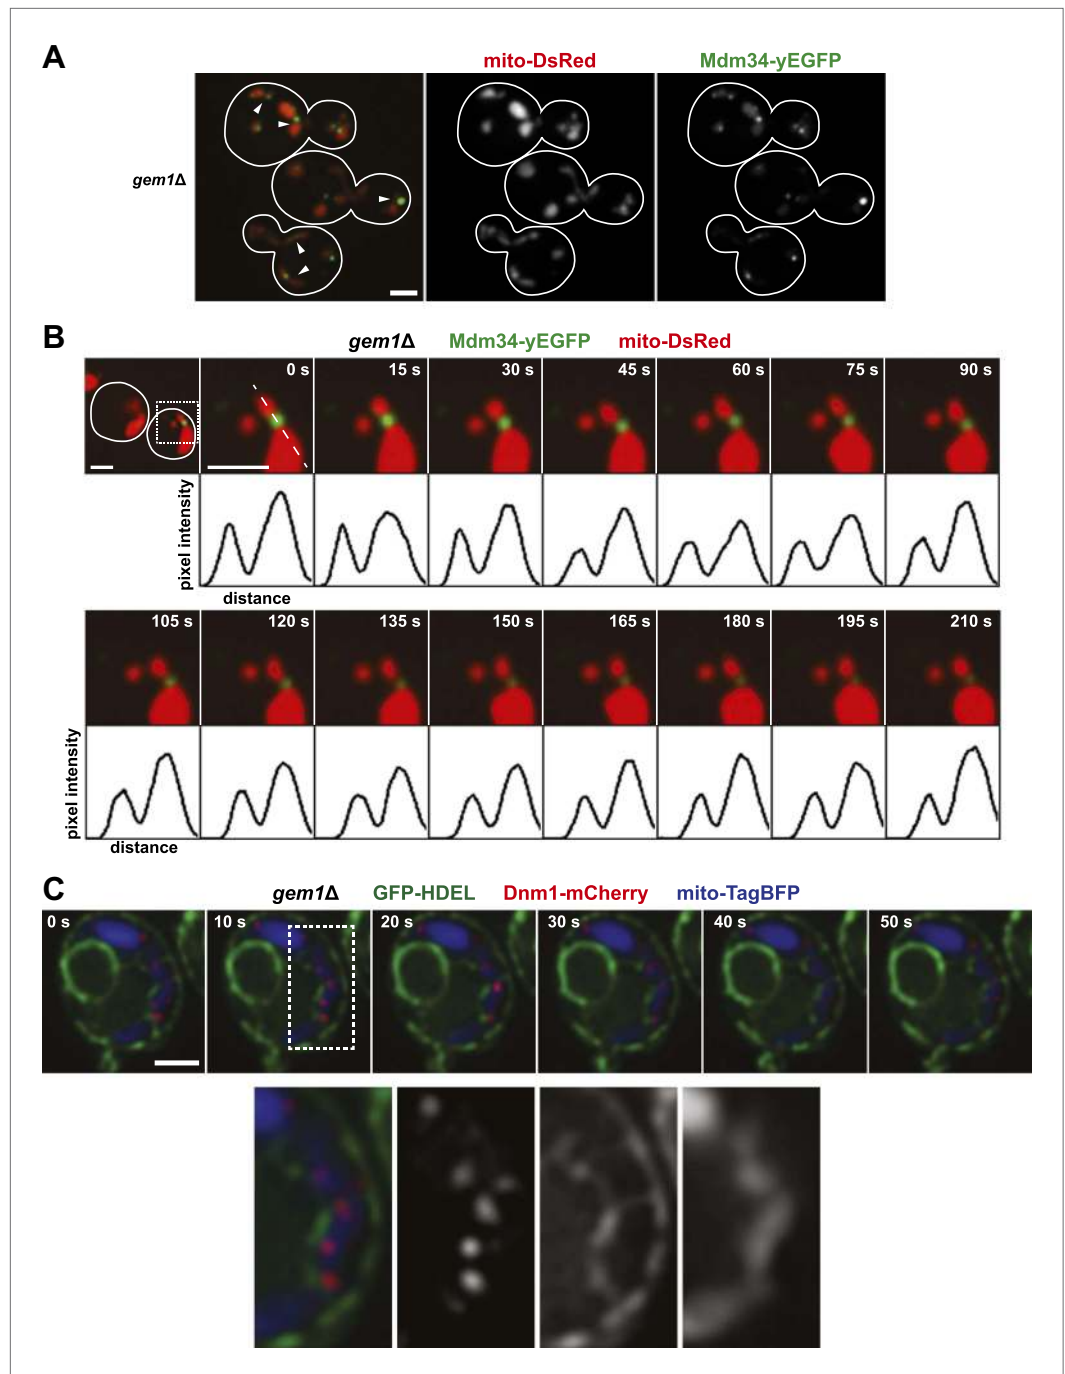 A
mito-DsRed Mdm34-yEGFP
gem1Δ
B
gem1Δ Mdm34-yEGFP mito-DsRed
0 s 15 s 30 s 45 s 60 s 75 s 90 s
pixel intensity
distance
105 s 120 s 135 s 150 s 165 s 180 s 195 s 210 s
pixel intensity
distance
C
gem1Δ GFP-HDEL Dnm1-mCherry mito-TagBFP
0 s 10 s 20 s 30 s 40 s 50 s